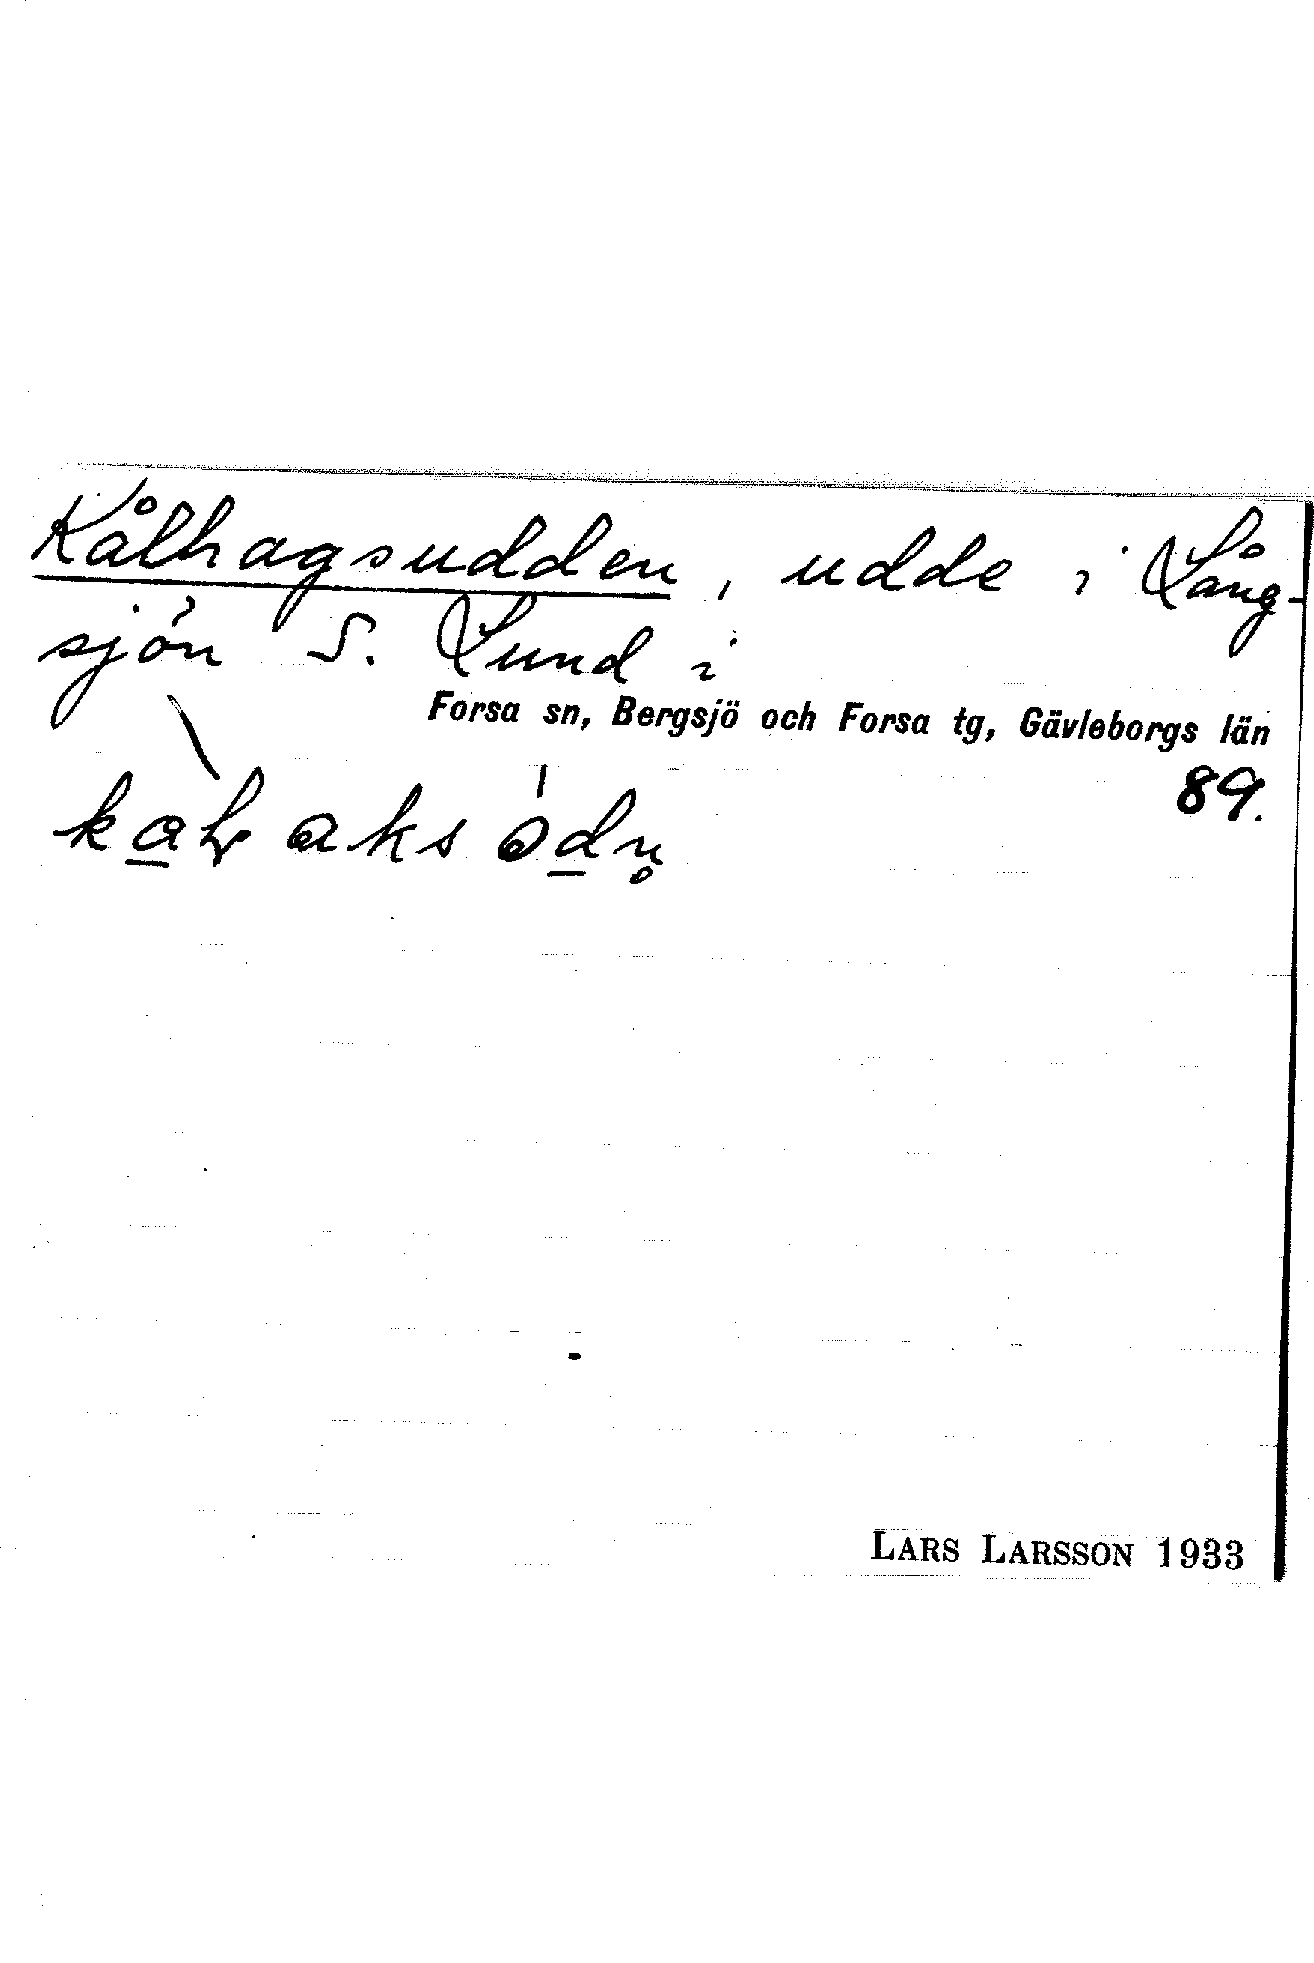 Kålhagsudden, udde i Lång-
sjön S. Lund i
Forsa sn, Bergsjö och Forsa tg, Gävleborgs län
89.
LARS LARSSON 1933